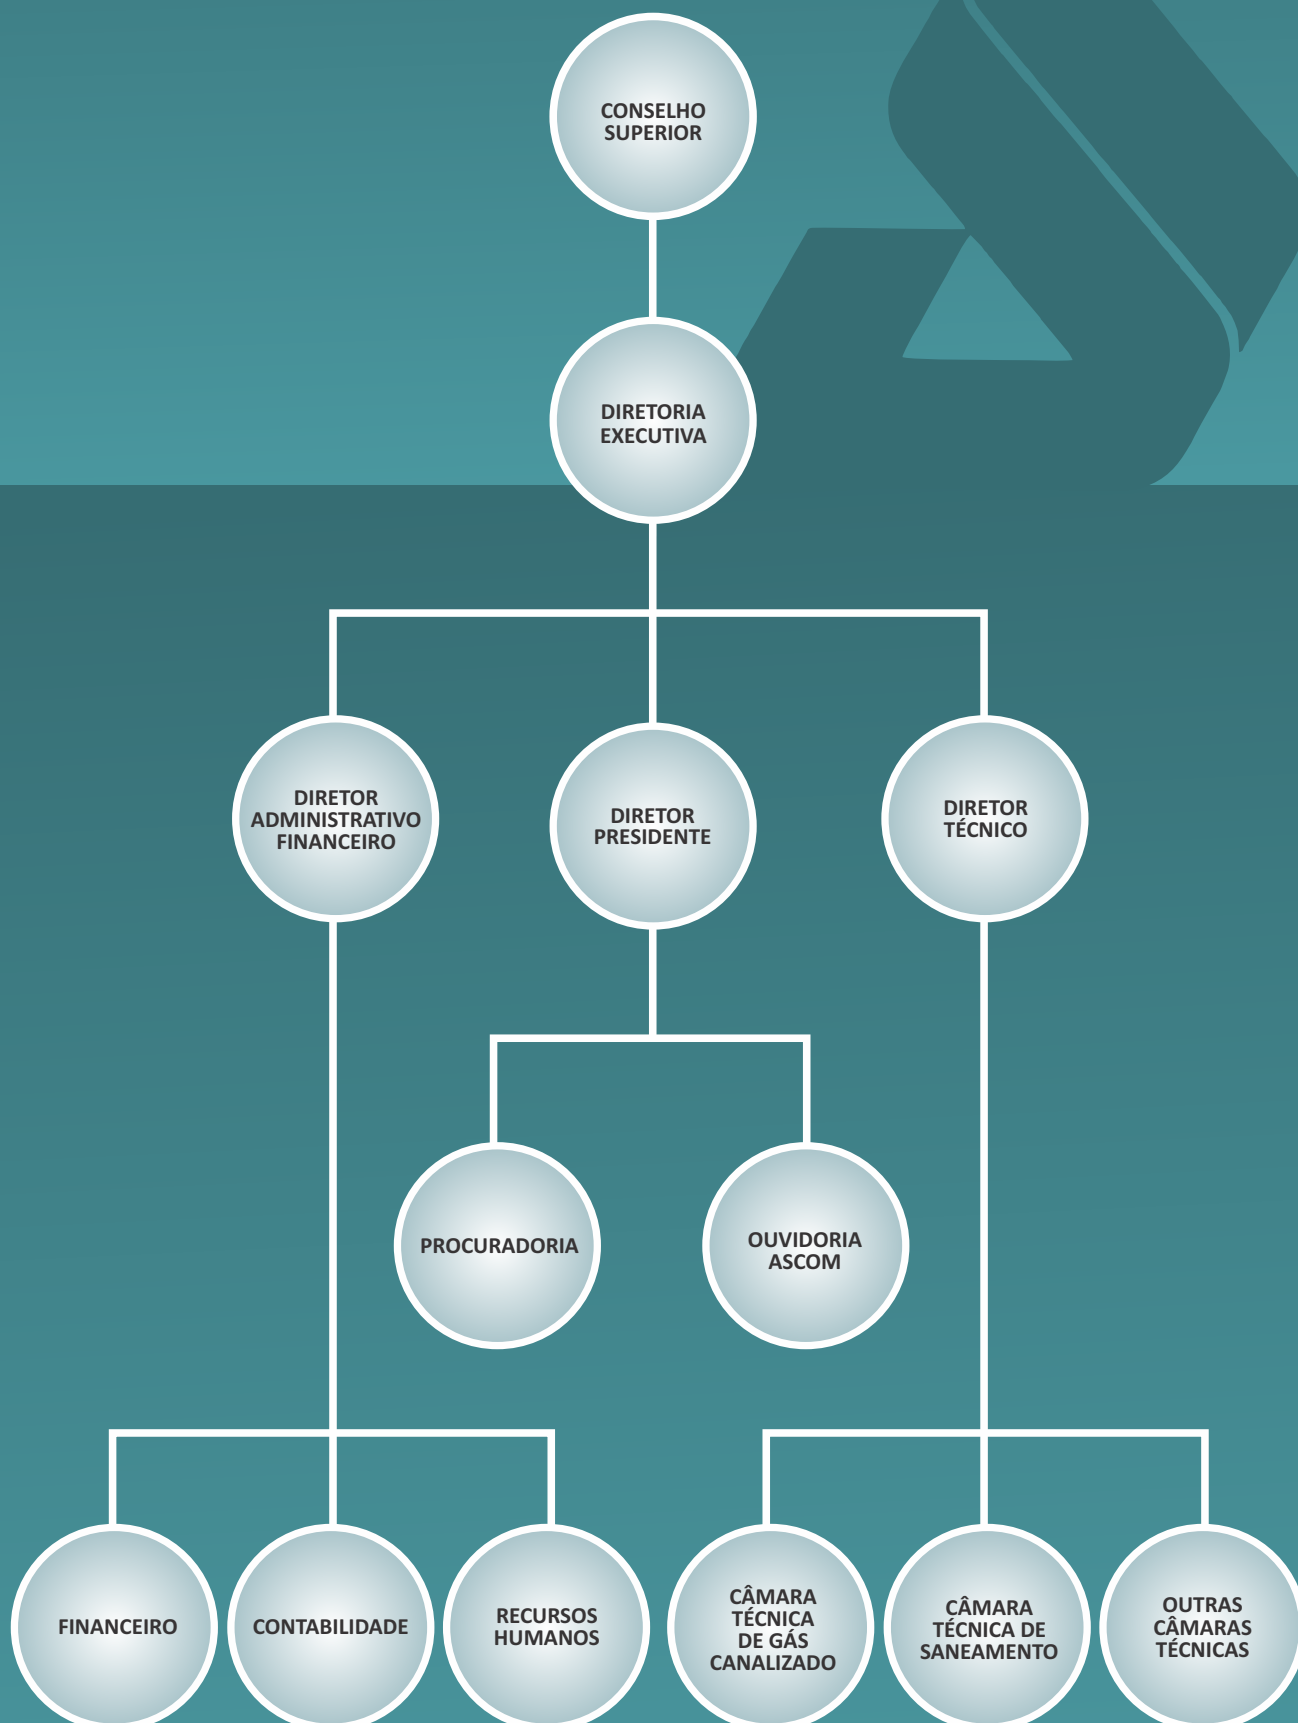 CONSELHO
SUPERIOR
DIRETORIA
EXECUTIVA
DIRETOR
ADMINISTRATIVO
FINANCEIRO
DIRETOR
PRESIDENTE
DIRETOR
TÉCNICO
PROCURADORIA
OUVIDORIA
ASCOM
FINANCEIRO
CONTABILIDADE
RECURSOS
HUMANOS
CÂMARA
TÉCNICA
DE GÁS
CANALIZADO
CÂMARA
TÉCNICA DE
SANEAMENTO
OUTRAS
CÂMARAS
TÉCNICAS